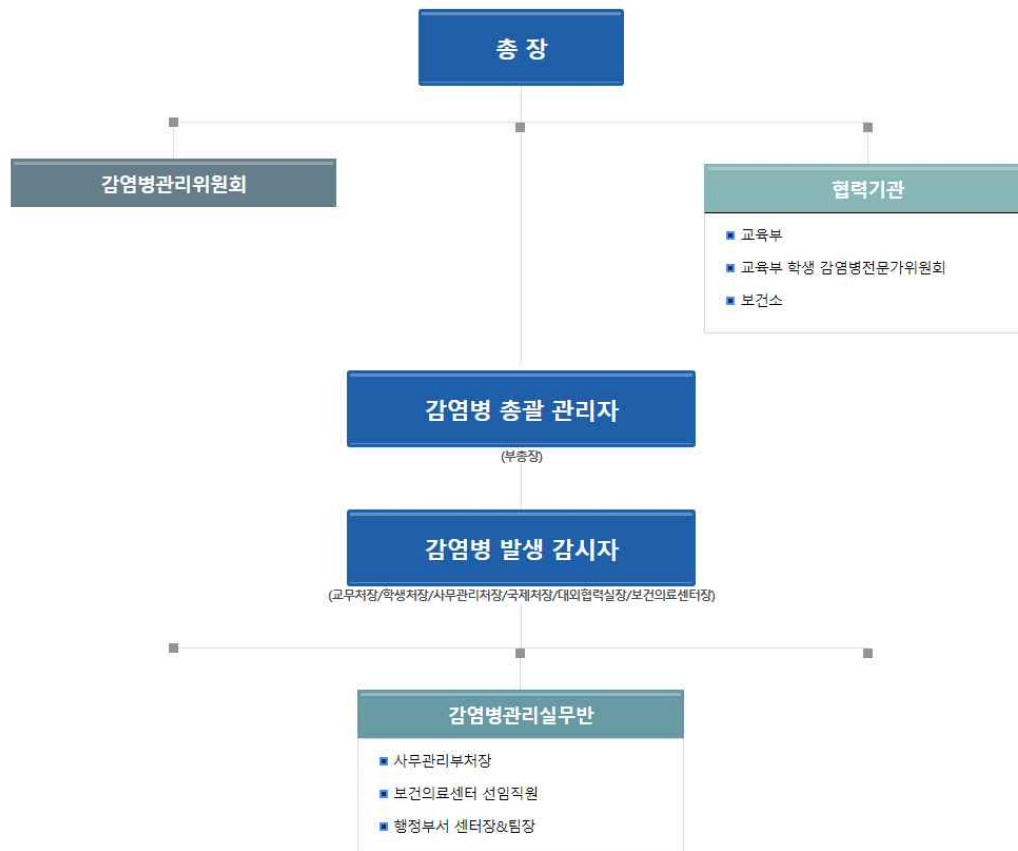 총 장
감염병관리위원회
협력기관
교육부
교육부 학생 감염병전문가위원회
보건소
감염병 총괄 관리자
(부총장)
감염병 발생 감시자
(교무처장/학생처장/사무관리처장/국제처장/대외협력실장/보건의료센터장)
감염병관리실무반
사무관리부처장
보건의료센터 선임직원
행정부서 센터장&팀장